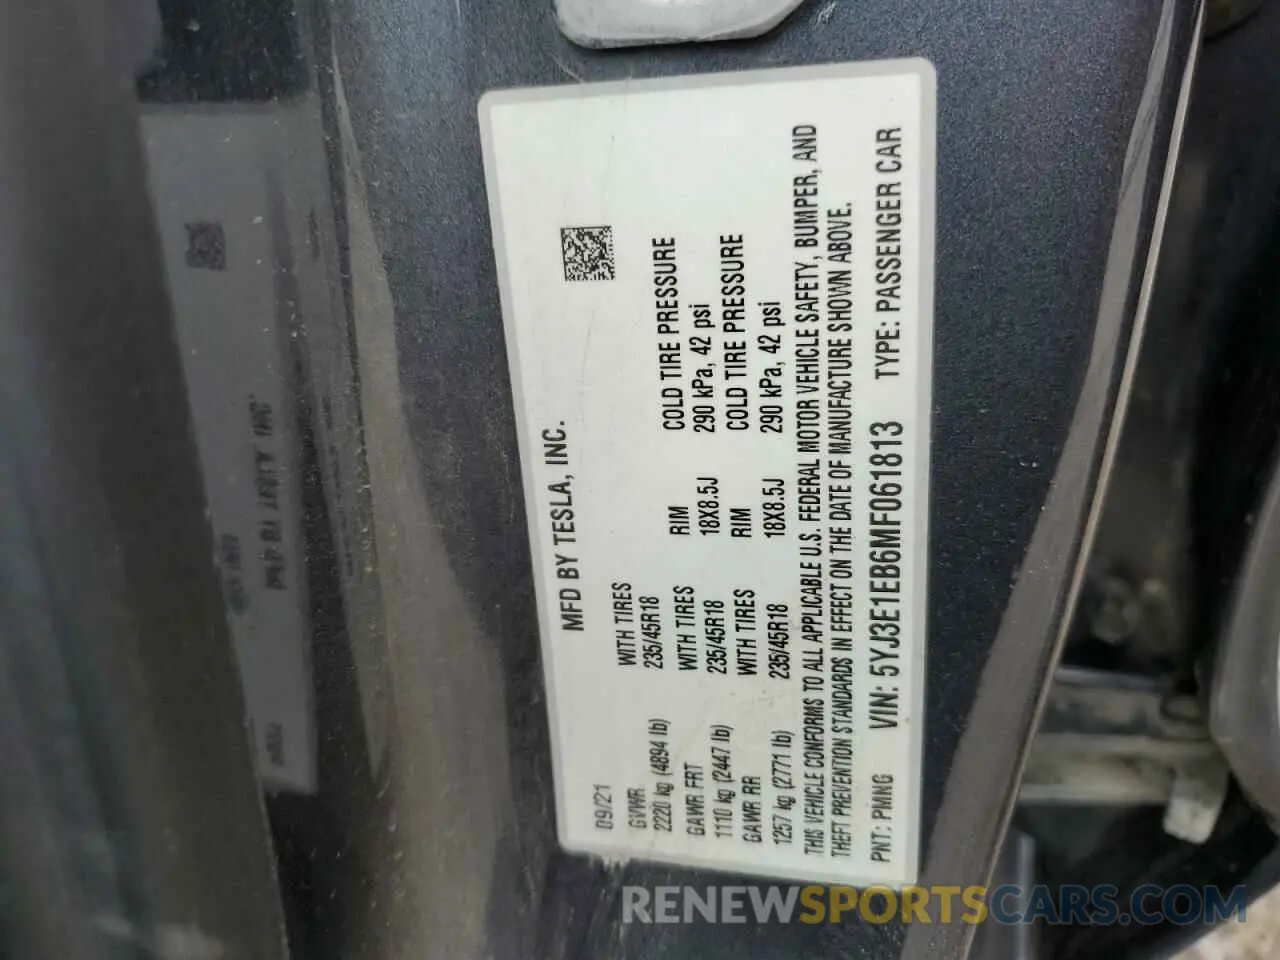 MFD BY TESLA, INC.
09/21
GVWR WITH TIRES RIM COLD TIRE PRESSURE
2220 kg (4894 lb) 235/45R18
GAWR FRT WITH TIRES RIM COLD TIRE PRESSURE
1110 kg (2447 lb) 235/45R18 18X8.5J 290 kPa, 42 psi
GAWR RR WITH TIRES RIM COLD TIRE PRESSURE
1257 kg (2771 lb) 235/45R18 18X8.5J 290 kPa, 42 psi
THIS VEHICLE CONFORMS TO ALL APPLICABLE U.S. FEDERAL MOTOR VEHICLE SAFETY, BUMPER, AND
THEFT PREVENTION STANDARDS IN EFFECT ON THE DATE OF MANUFACTURE SHOWN ABOVE.
PNT: PMNG VIN: 5YJ3E1EB6MF061813 TYPE: PASSENGER CAR
RENEWSPORTSCARS.COM